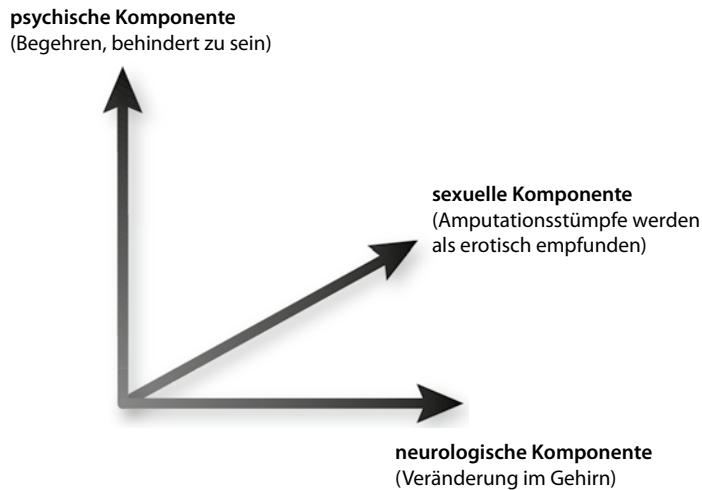 psychische Komponente
(Begehren, behindert zu sein)
sexuelle Komponente
(Amputationsstümpfe werden
als erotisch empfunden)
neurologische Komponente
(Veränderung im Gehirn)